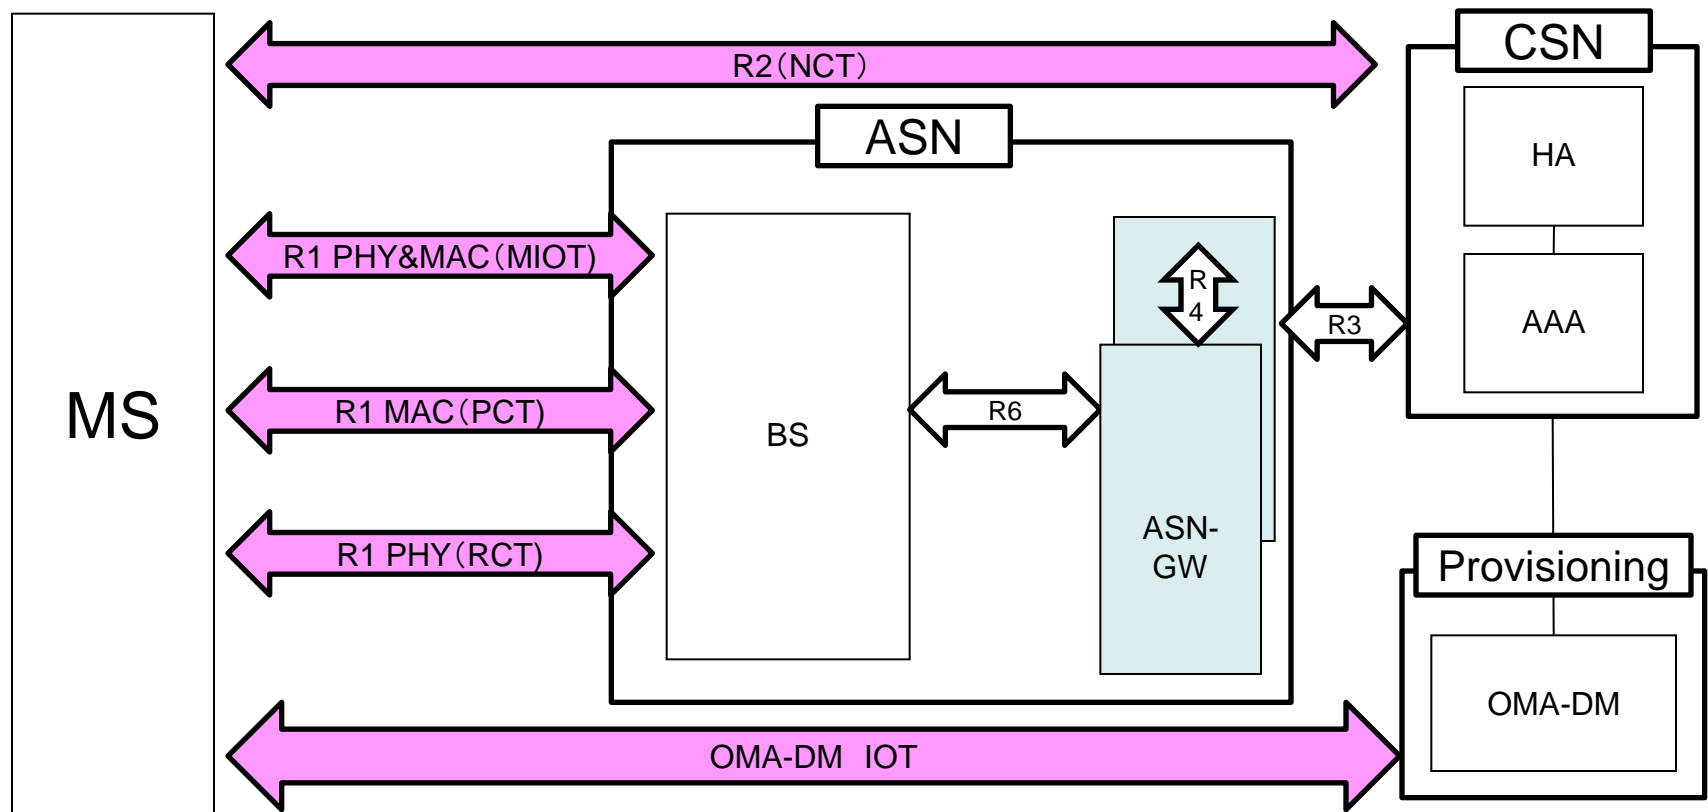 CSN
R2（NCT）
ASN
HA
R1 PHY&MAC（MIOT)
R
4
R3
AAA
MS
R1 MAC（PCT)
R6
BS
R1 PHY（RCT)
ASN-
GW
Provisioning
OMA-DM
OMA-DM  IOT